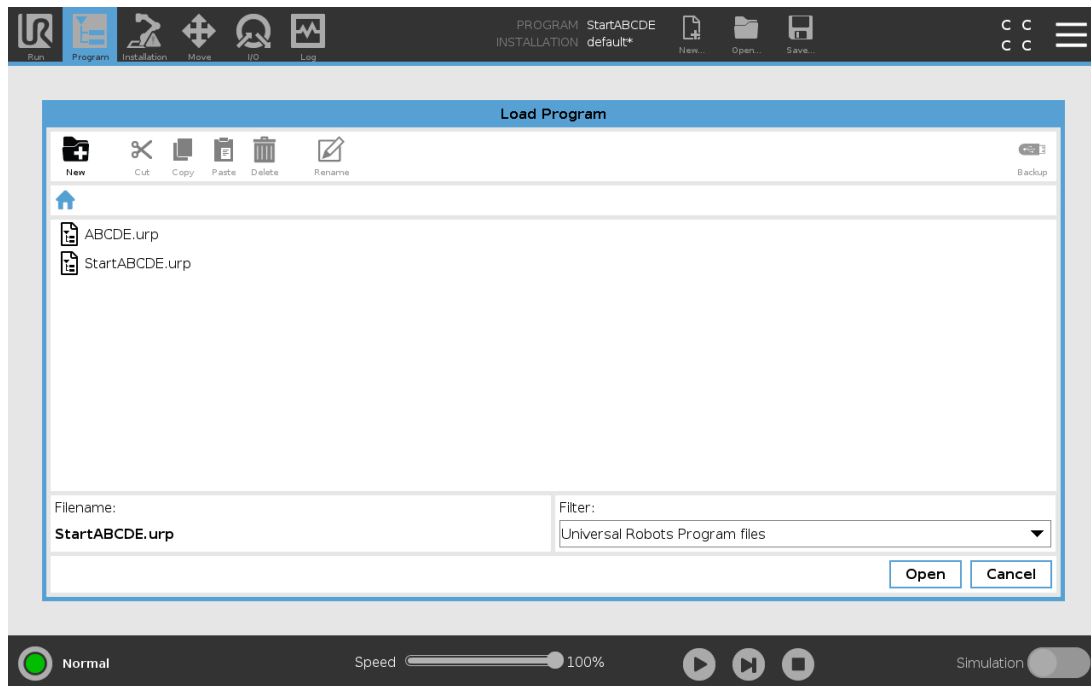 PROGRAM StartABCDE
INSTALLATION default*
Run Program Installation Move I/O Log New... Open... Save...
C C
C C
Load Program
New Cut Copy Paste Delete Rename Backup
ABCDE.urp
StartABCDE.urp
Filename: Filter:
StartABCDE.urp Universal Robots Program files
Open Cancel
Normal Speed 100% Simulation